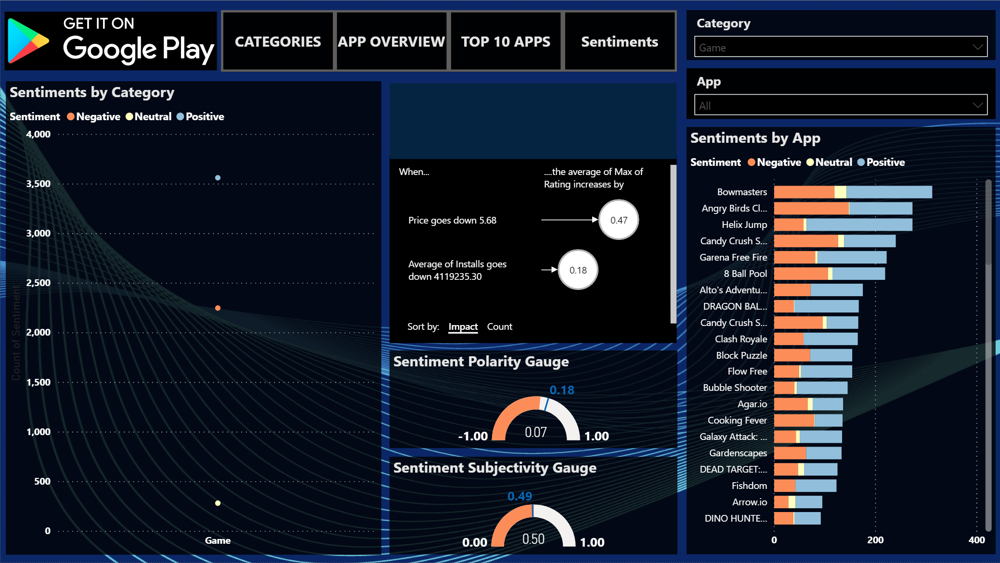 GET IT ON
Google Play
CATEGORIES
APP OVERVIEW
TOP 10 APPS
Sentiments
Category
Game
App
All
Sentiments by Category
Sentiment Negative Neutral Positive
4,000
3,500
3,000
2,500
2,000
1,500
1,000
500
0
Count of Sentiment
Game
When...
....the average of Max of
Rating increases by
Price goes down 5.68
0.47
Average of Installs goes
down 4119235.30
0.18
Sort by: Impact Count
Sentiment Polarity Gauge
0.18
-1.00
0.07
1.00
Sentiment Subjectivity Gauge
0.49
0.00
0.50
1.00
Sentiments by App
Sentiment Negative Neutral Positive
Bowmasters
Angry Birds Cl...
Helix Jump
Candy Crush S...
Garena Free Fire
8 Ball Pool
Alto's Adventu...
DRAGON BAL...
Candy Crush S...
Clash Royale
Block Puzzle
Flow Free
Bubble Shooter
Agar.io
Cooking Fever
Galaxy Attack: ...
Gardenscapes
DEAD TARGET:...
Fishdom
Arrow.io
DINO HUNTE...
0 200 400